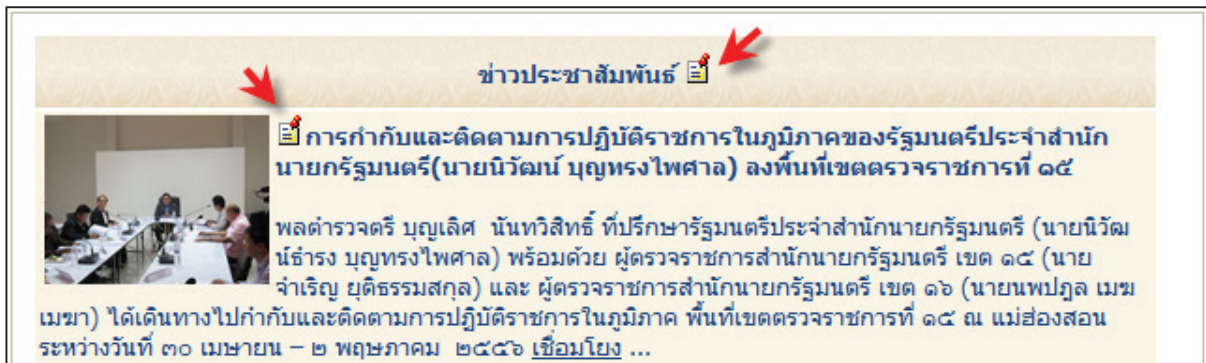 ข่าวประชาสัมพันธ์
การกำกับและติดตามการปฏิบัติราชการในภูมิภาคของรัฐมนตรีประจำสำนัก
นายกรัฐมนตรี(นายนิวัฒน์ บุญทรงไพศาล) ลงพื้นที่เขตตรวจราชการที่ ๑๕
พลตำรวจตรี บุญเลิศ นันทวิสิทธิ์ ที่ปรึกษารัฐมนตรีประจำสำนักนายกรัฐมนตรี (นายนิวัฒ
น์ธำรง บุญทรงไพศาล) พร้อมด้วย ผู้ตรวจราชการสำนักนายกรัฐมนตรี เขต ๑๕ (นาย
จำเริญ ยุติธรรมสกุล) และ ผู้ตรวจราชการสำนักนายกรัฐมนตรี เขต ๑๖ (นายนพปฎล เมฆ
เมฆา) ได้เดินทางไปกำกับและติดตามการปฏิบัติราชการในภูมิภาค พื้นที่เขตตรวจราชการที่ ๑๕ ณ แม่ฮ่องสอน
ระหว่างวันที่ ๓๐ เมษายน – ๒ พฤษภาคม ๒๕๕๖ เชื่อมโยง ...